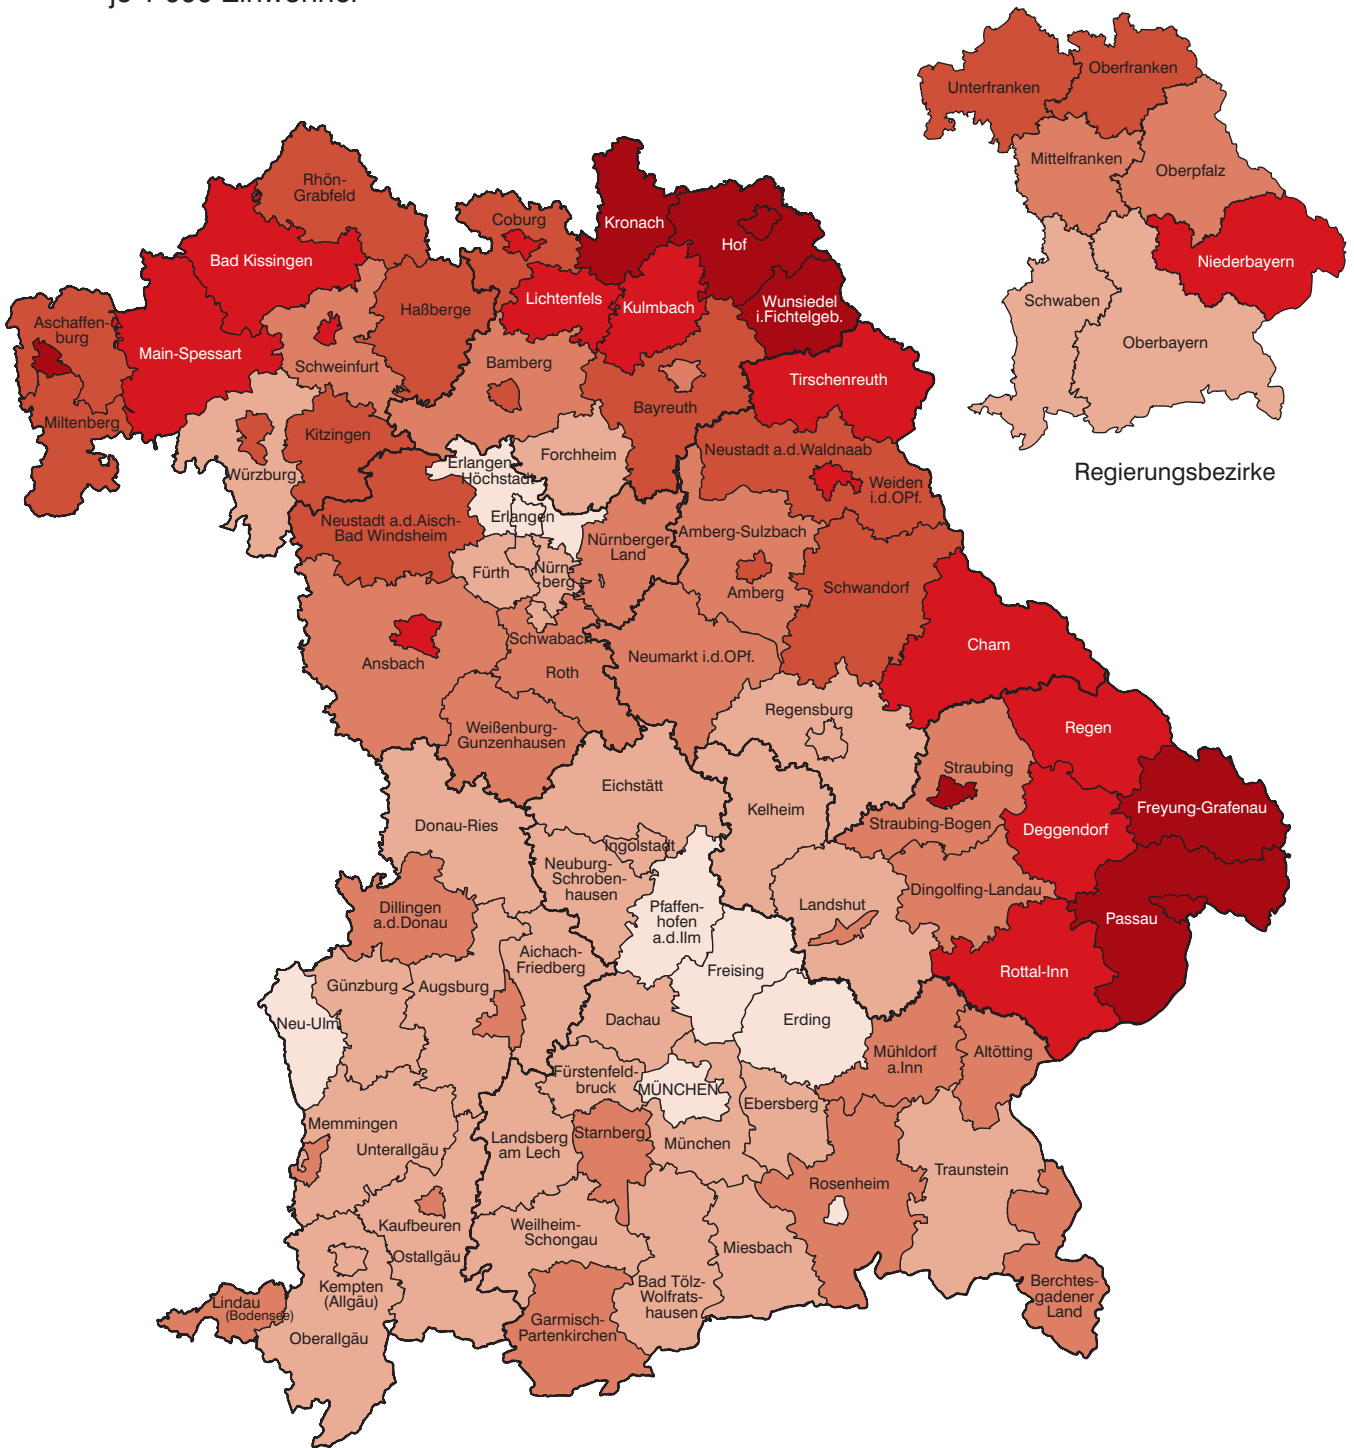 Oberfranken
Unterfranken
Mittelfranken
Oberpfalz
Niederbayern
Schwaben
Oberbayern
Regierungsbezirke
Rhön-
Grabfeld
Coburg
Kronach
Hof
Bad Kissingen
Lichtenfels
Kulmbach
Wunsiedel
i.Fichtelgeb.
Haßberge
Aschaffen-
burg
Main-Spessart
Schweinfurt
Bamberg
Tirschenreuth
Bayreuth
Miltenberg
Kitzingen
Würzburg
Forchheim
Erlangen-
Höchstadt
Neustadt a.d.Waldnaab
Weiden
i.d.OPf.
Erlangen
Neustadt a.d.Aisch-
Bad Windsheim
Nürnberger
Land
Amberg-Sulzbach
Fürth
Nürn-
berg
Amberg
Schwandorf
Schwabach
Cham
Ansbach
Roth
Neumarkt i.d.OPf.
Regensburg
Weißenburg-
Gunzenhausen
Regen
Straubing
Eichstätt
Kelheim
Freyung-Grafenau
Donau-Ries
Straubing-Bogen
Deggendorf
Ingolstadt
Neuburg-
Schroben-
hausen
Dingolfing-Landau
Dillingen
a.d.Donau
Pfaffen-
hofen
a.d.Ilm
Landshut
Passau
Aichach-
Friedberg
Freising
Rottal-Inn
Günzburg
Augsburg
Neu-Ulm
Dachau
Erding
Mühldorf
a.Inn
Altötting
Fürstenfeld-
bruck
MÜNCHEN
Ebersberg
Memmingen
Unterallgäu
Landsberg
am Lech
Starnberg
München
Rosenheim
Traunstein
Kaufbeuren
Weilheim-
Schongau
Miesbach
Ostallgäu
Kempten
(Allgäu)
Bad Tölz-
Wolfrats-
hausen
Berchtes-
gadener
Land
Lindau
(Bodensee)
Garmisch-
Partenkirchen
Oberallgäu